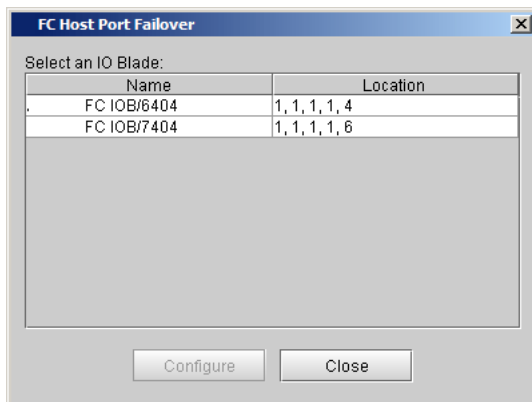 FC Host Port Failover
Select an IO Blade:
Name Location
. FC IOB/6404 1, 1, 1, 1, 4
FC IOB/7404 1, 1, 1, 1, 6
Configure Close